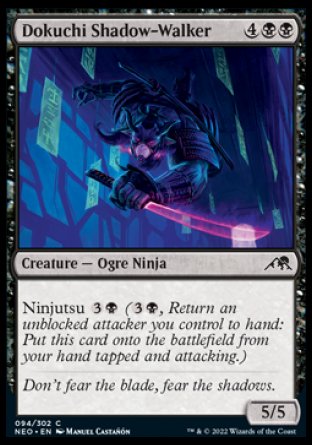 Dokuchi Shadow-Walker 4
Creature — Ogre Ninja
Ninjutsu 3 (3, Return an
unblocked attacker you control to hand:
Put this card onto the battlefield from
your hand tapped and attacking.)
Don't fear the blade, fear the shadows.
5/5
094/302 C
NEO • EN MANUEL CASTAÑÓN
™ & © 2022 Wizards of the Coast